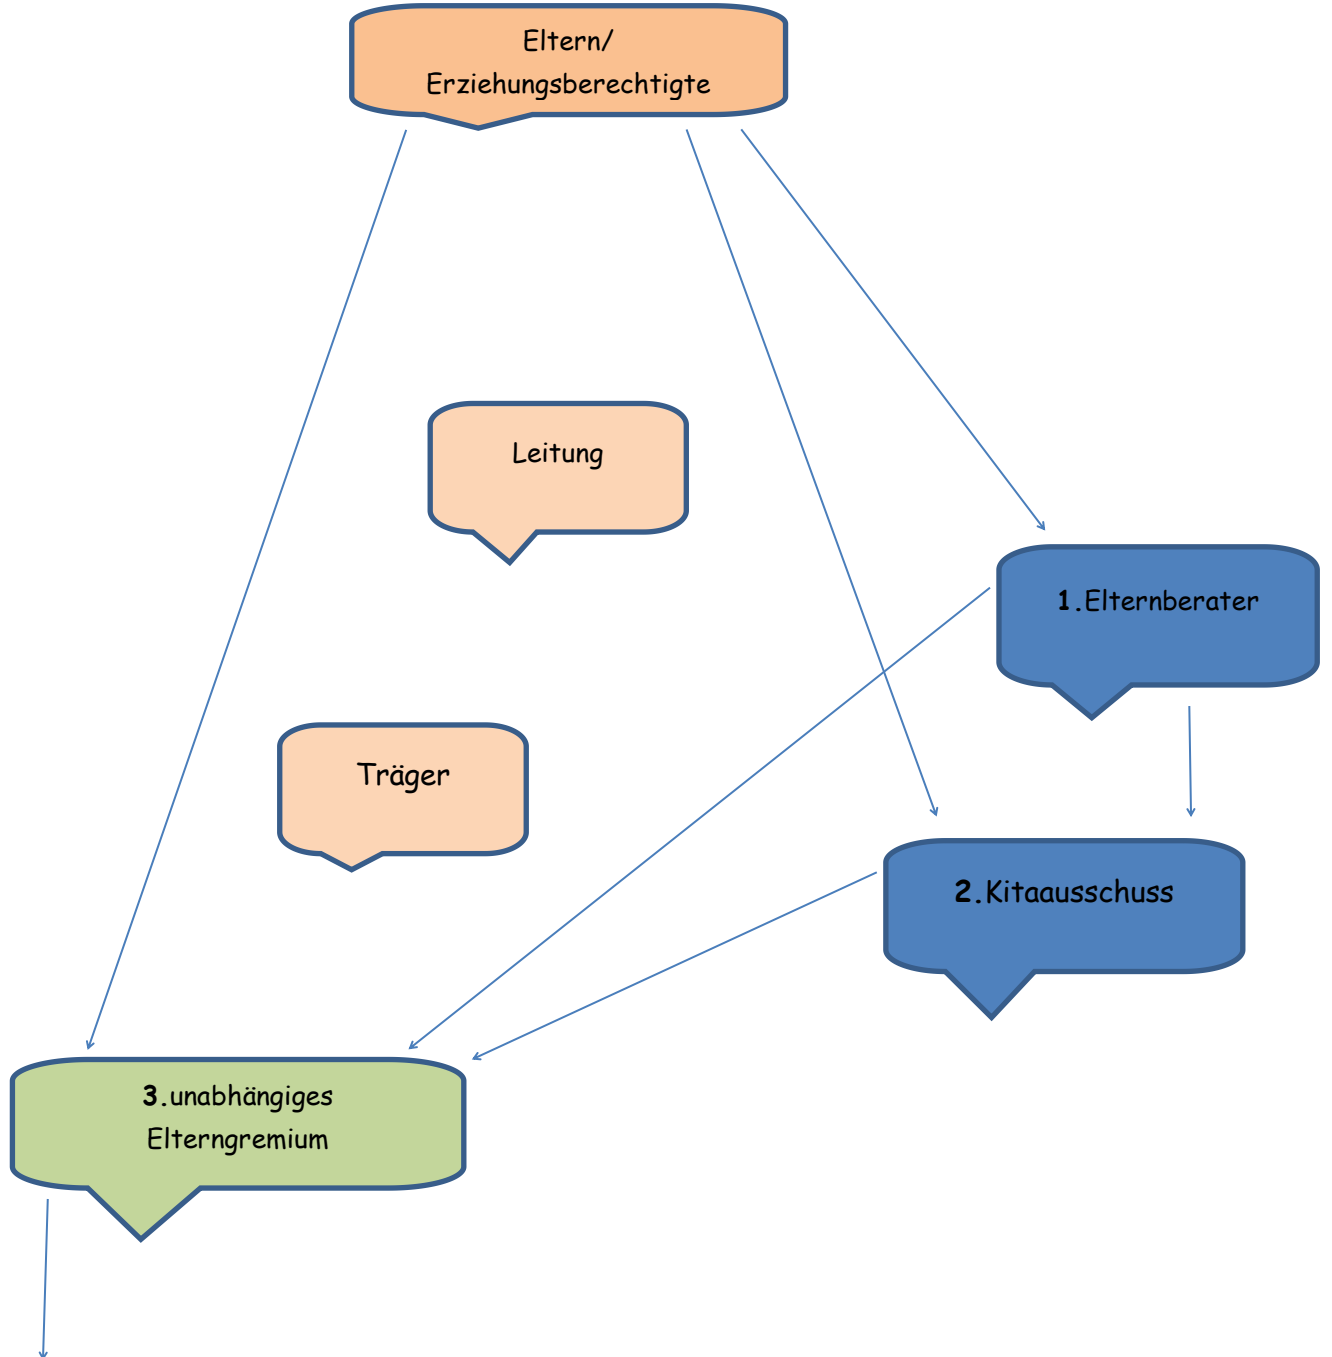 Eltern/
Erziehungsberechtigte
Leitung
1.Elternberater
Träger
2.Kitaausschuss
3.unabhängiges
Elterngremium